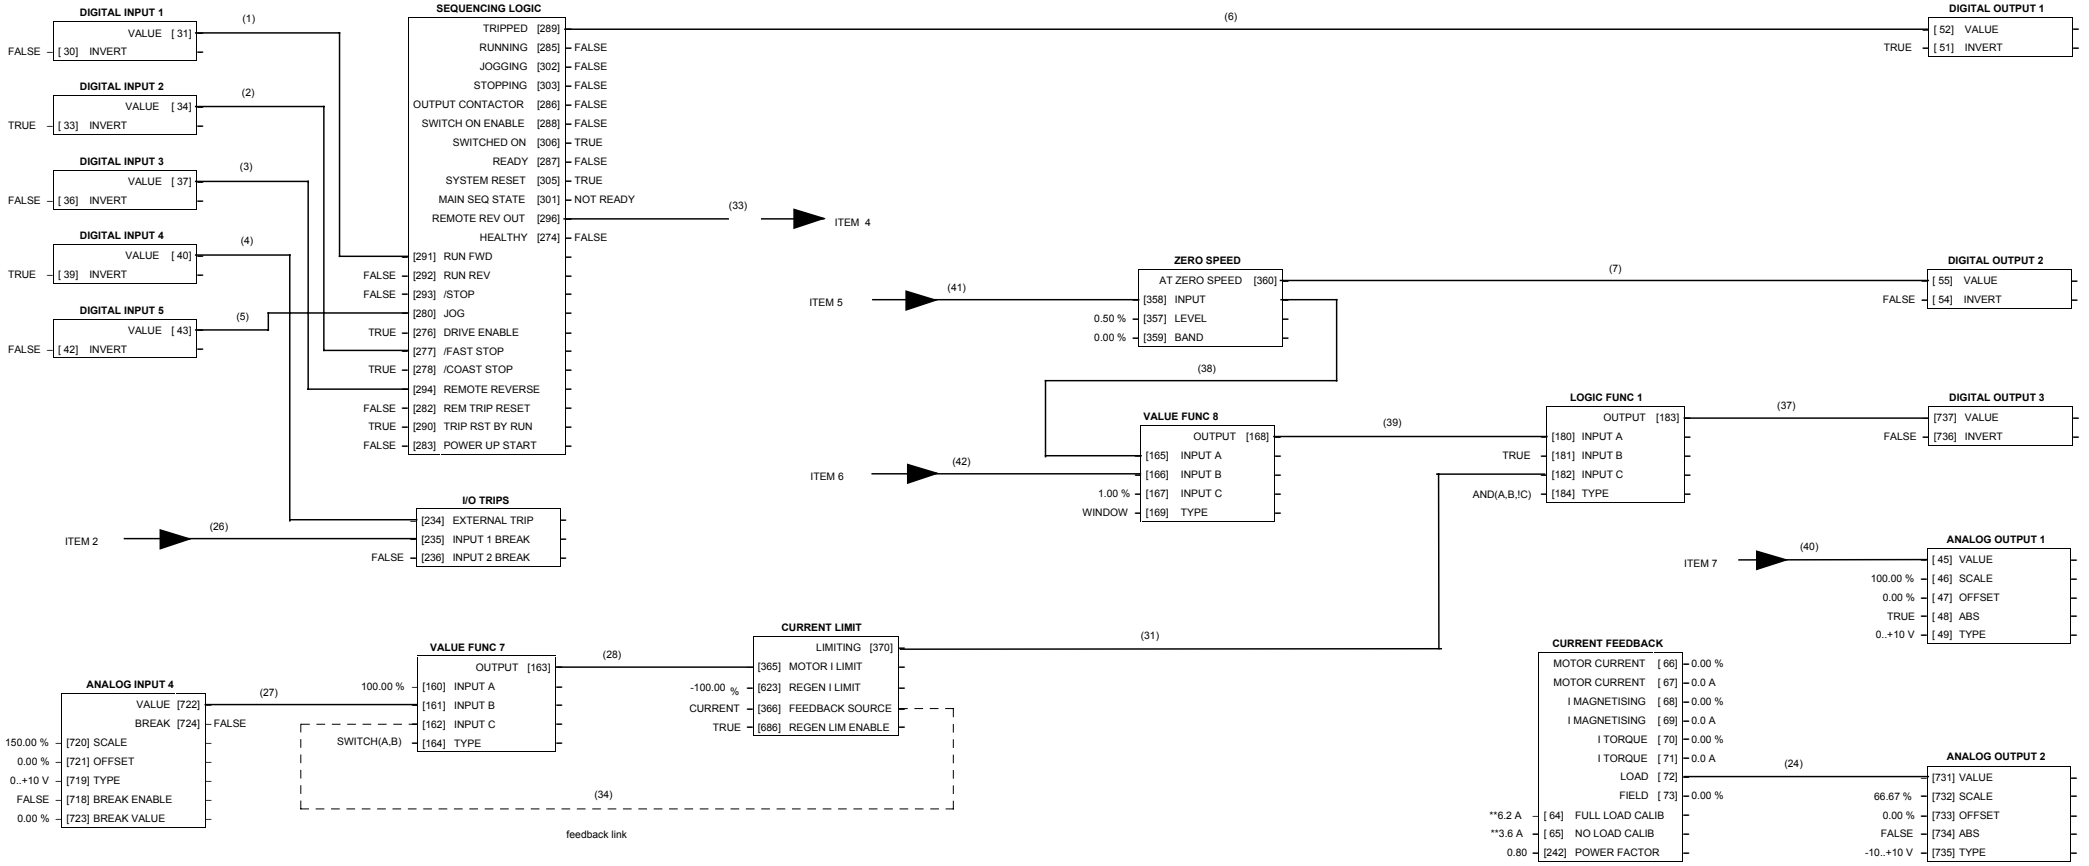 DIGITAL INPUT 1
VALUE [ 31]
FALSE [ 30] INVERT
(1)
DIGITAL INPUT 2
VALUE [ 34]
TRUE [ 33] INVERT
(2)
DIGITAL INPUT 3
VALUE [ 37]
FALSE [ 36] INVERT
(3)
DIGITAL INPUT 4
VALUE [ 40]
TRUE [ 39] INVERT
(4)
DIGITAL INPUT 5
VALUE [ 43]
FALSE [ 42] INVERT
(5)
SEQUENCING LOGIC
TRIPPED [289]
RUNNING [285] FALSE
JOGGING [302] FALSE
STOPPING [303] FALSE
OUTPUT CONTACTOR [286] FALSE
SWITCH ON ENABLE [288] FALSE
SWITCHED ON [306] TRUE
READY [287] FALSE
SYSTEM RESET [305] TRUE
MAIN SEQ STATE [301] NOT READY
REMOTE REV OUT [296]
HEALTHY [274] FALSE
[291] RUN FWD
FALSE [292] RUN REV
FALSE [293] /STOP
[280] JOG
TRUE [276] DRIVE ENABLE
[277] /FAST STOP
TRUE [278] /COAST STOP
[294] REMOTE REVERSE
FALSE [282] REM TRIP RESET
TRUE [290] TRIP RST BY RUN
FALSE [283] POWER UP START
(6)
DIGITAL OUTPUT 1
[ 52] VALUE
TRUE [ 51] INVERT
(33)
ITEM 4
ITEM 5
(41)
ZERO SPEED
AT ZERO SPEED [360]
[358] INPUT
0.50 % [357] LEVEL
0.00 % [359] BAND
(7)
DIGITAL OUTPUT 2
[ 55] VALUE
FALSE [ 54] INVERT
(38)
ITEM 6
(42)
VALUE FUNC 8
OUTPUT [168]
[165] INPUT A
[166] INPUT B
1.00 % [167] INPUT C
WINDOW [169] TYPE
(39)
LOGIC FUNC 1
OUTPUT [183]
[180] INPUT A
TRUE [181] INPUT B
[182] INPUT C
AND(A,B,!C) [184] TYPE
(37)
DIGITAL OUTPUT 3
[737] VALUE
FALSE [736] INVERT
I/O TRIPS
[234] EXTERNAL TRIP
[235] INPUT 1 BREAK
FALSE [236] INPUT 2 BREAK
ITEM 2
(26)
ITEM 7
(40)
ANALOG OUTPUT 1
[ 45] VALUE
100.00 % [ 46] SCALE
0.00 % [ 47] OFFSET
TRUE [ 48] ABS
0..+10 V [ 49] TYPE
ANALOG INPUT 4
VALUE [722]
BREAK [724] FALSE
150.00 % [720] SCALE
0.00 % [721] OFFSET
0..+10 V [719] TYPE
FALSE [718] BREAK ENABLE
0.00 % [723] BREAK VALUE
(27)
VALUE FUNC 7
OUTPUT [163]
100.00 % [160] INPUT A
[161] INPUT B
[162] INPUT C
SWITCH(A,B) [164] TYPE
(28)
CURRENT LIMIT
LIMITING [370]
[365] MOTOR I LIMIT
-100.00 % [623] REGEN I LIMIT
CURRENT [366] FEEDBACK SOURCE
TRUE [686] REGEN LIM ENABLE
(31)
(34)
feedback link
CURRENT FEEDBACK
MOTOR CURRENT [ 66] 0.00 %
MOTOR CURRENT [ 67] 0.0 A
I MAGNETISING [ 68] 0.00 %
I MAGNETISING [ 69] 0.0 A
I TORQUE [ 70] 0.00 %
I TORQUE [ 71] 0.0 A
LOAD [ 72]
FIELD [ 73] 0.00 %
**6.2 A [ 64] FULL LOAD CALIB
**3.6 A [ 65] NO LOAD CALIB
0.80 [242] POWER FACTOR
(24)
ANALOG OUTPUT 2
[731] VALUE
66.67 % [732] SCALE
0.00 % [733] OFFSET
FALSE [734] ABS
-10..+10 V [735] TYPE